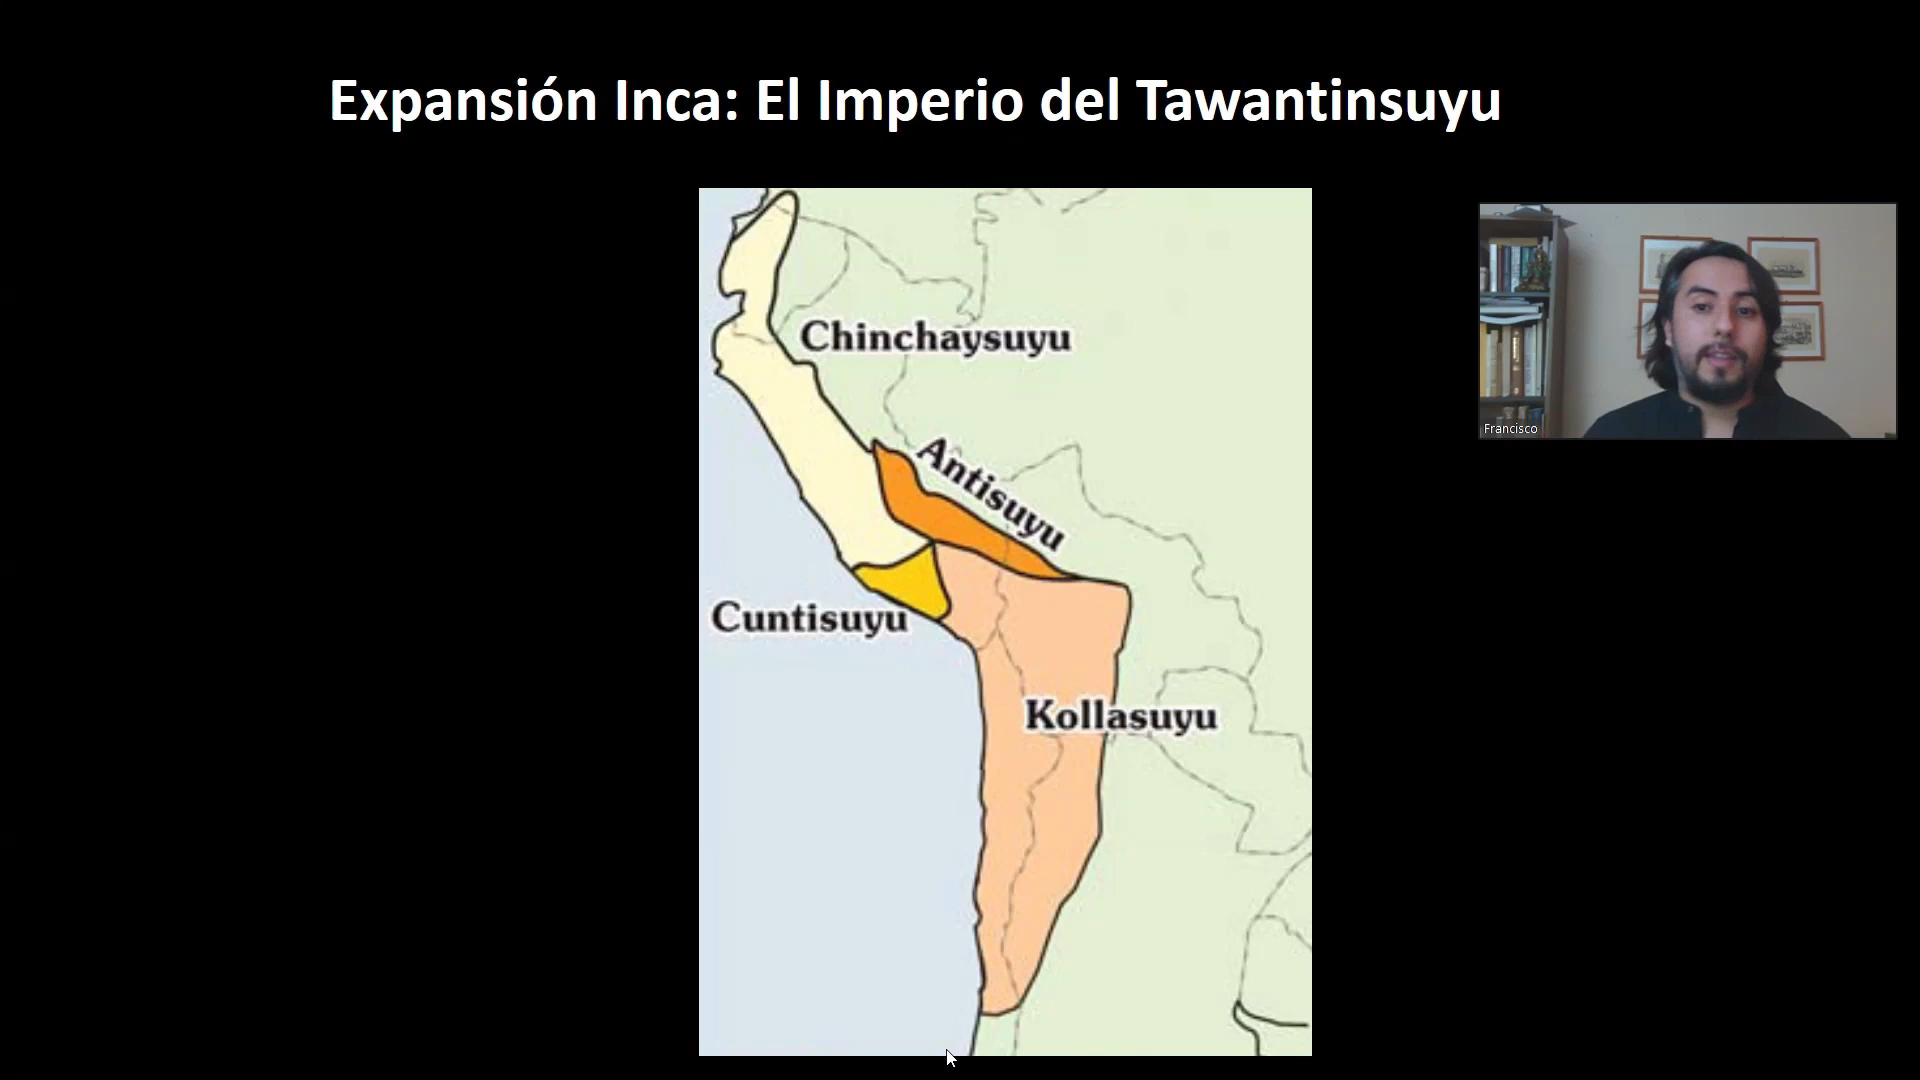 Expansión Inca: El Imperio del Tawantinsuyu
Chinchaysuyu
Antisuyu
Cuntisuyu
Kollasuyu
Francisco